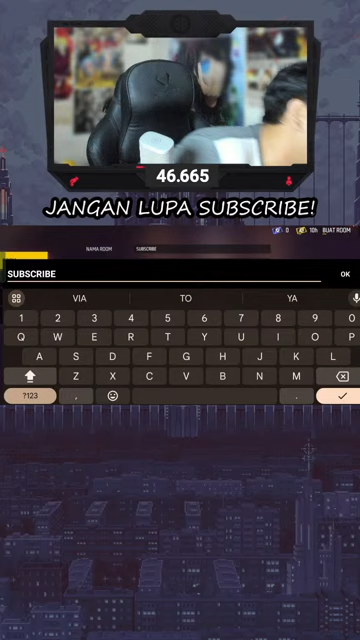 46.665
JANGAN LUPA SUBSCRIBE!
0 10h BUAT ROOM
NAMA ROOM SUBSCRIBE
SUBSCRIBE OK
VIA TO YA
1 2 3 4 5 6 7 8 9 0
Q W E R T Y U I O P
A S D F G H J K L
Z X C V B N M
?123 , .